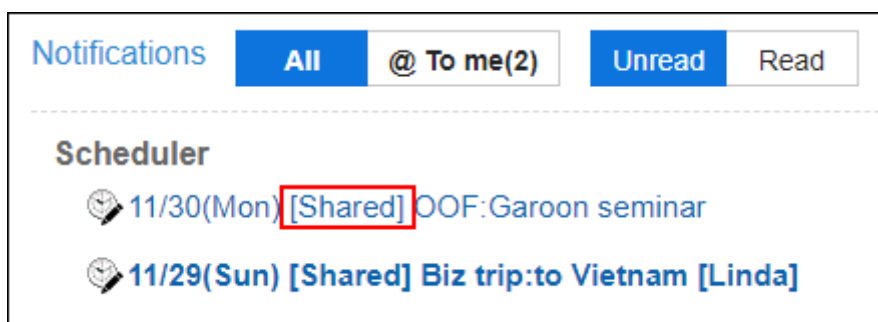 Notifications All @ To me(2) Unread Read
Scheduler
11/30(Mon) [Shared] OOF:Garoon seminar
11/29(Sun) [Shared] Biz trip:to Vietnam [Linda]